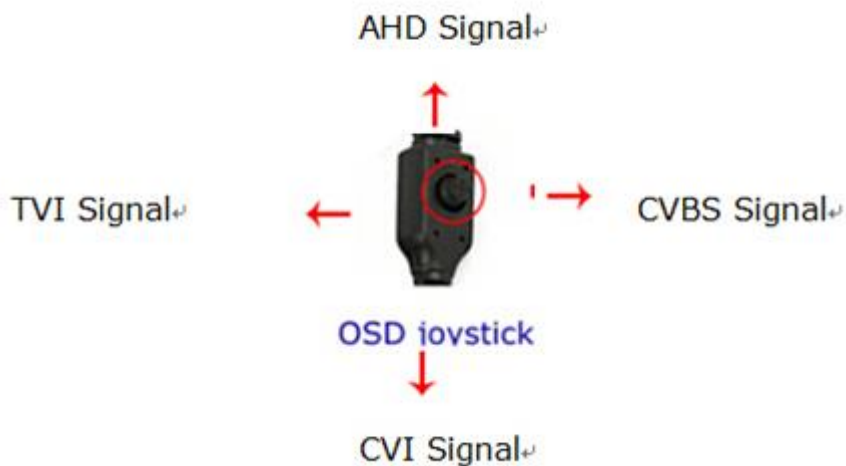 AHD Signal↵
TVI Signal↵
CVBS Signal↵
OSD joystick
CVI Signal↵